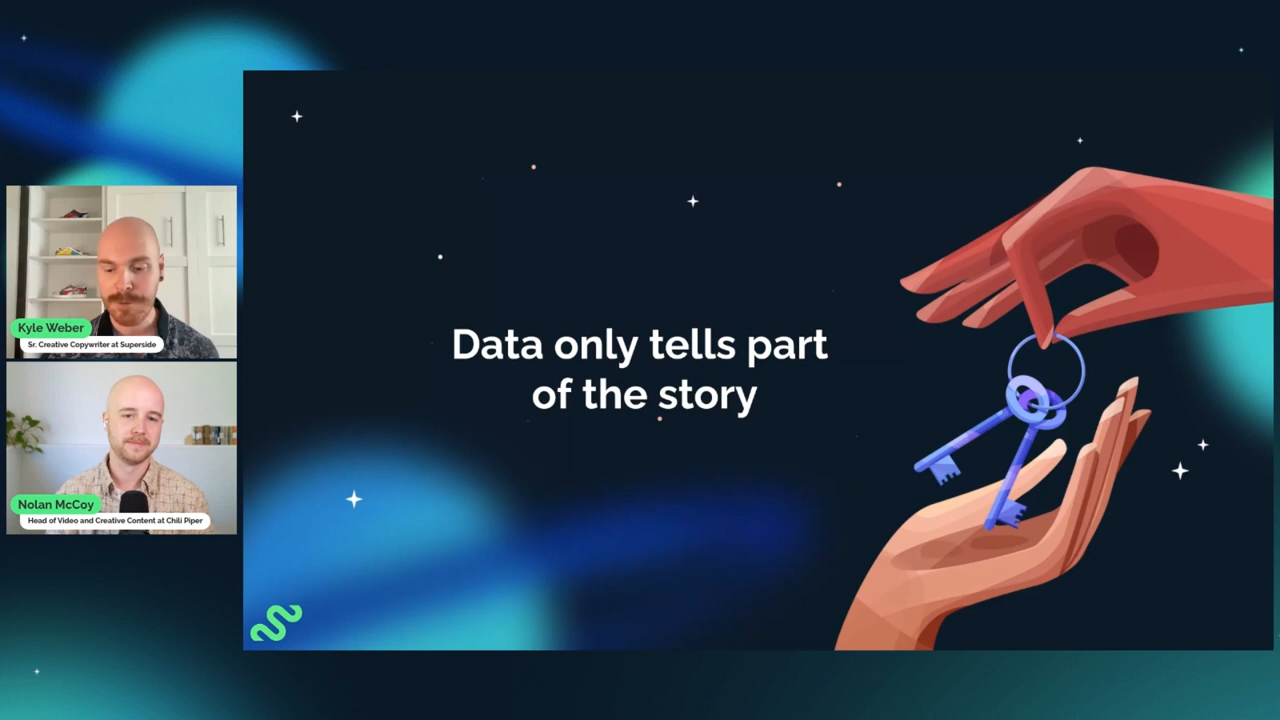 Kyle Weber
Sr. Creative Copywriter at Superside
Nolan McCoy
Head of Video and Creative Content at Chili Piper
Data only tells part
of the story